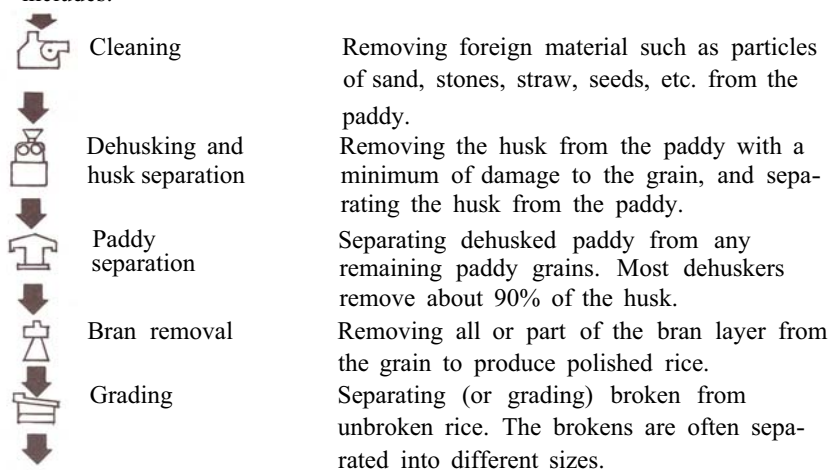 Cleaning Removing foreign material such as particles
of sand, stones, straw, seeds, etc. from the
paddy.
Dehusking and Removing the husk from the paddy with a
husk separation minimum of damage to the grain, and sepa-
rating the husk from the paddy.
Paddy Separating dehusked paddy from any
separation remaining paddy grains. Most dehuskers
remove about 90% of the husk.
Bran removal Removing all or part of the bran layer from
the grain to produce polished rice.
Grading Separating (or grading) broken from
unbroken rice. The brokens are often sepa-
rated into different sizes.